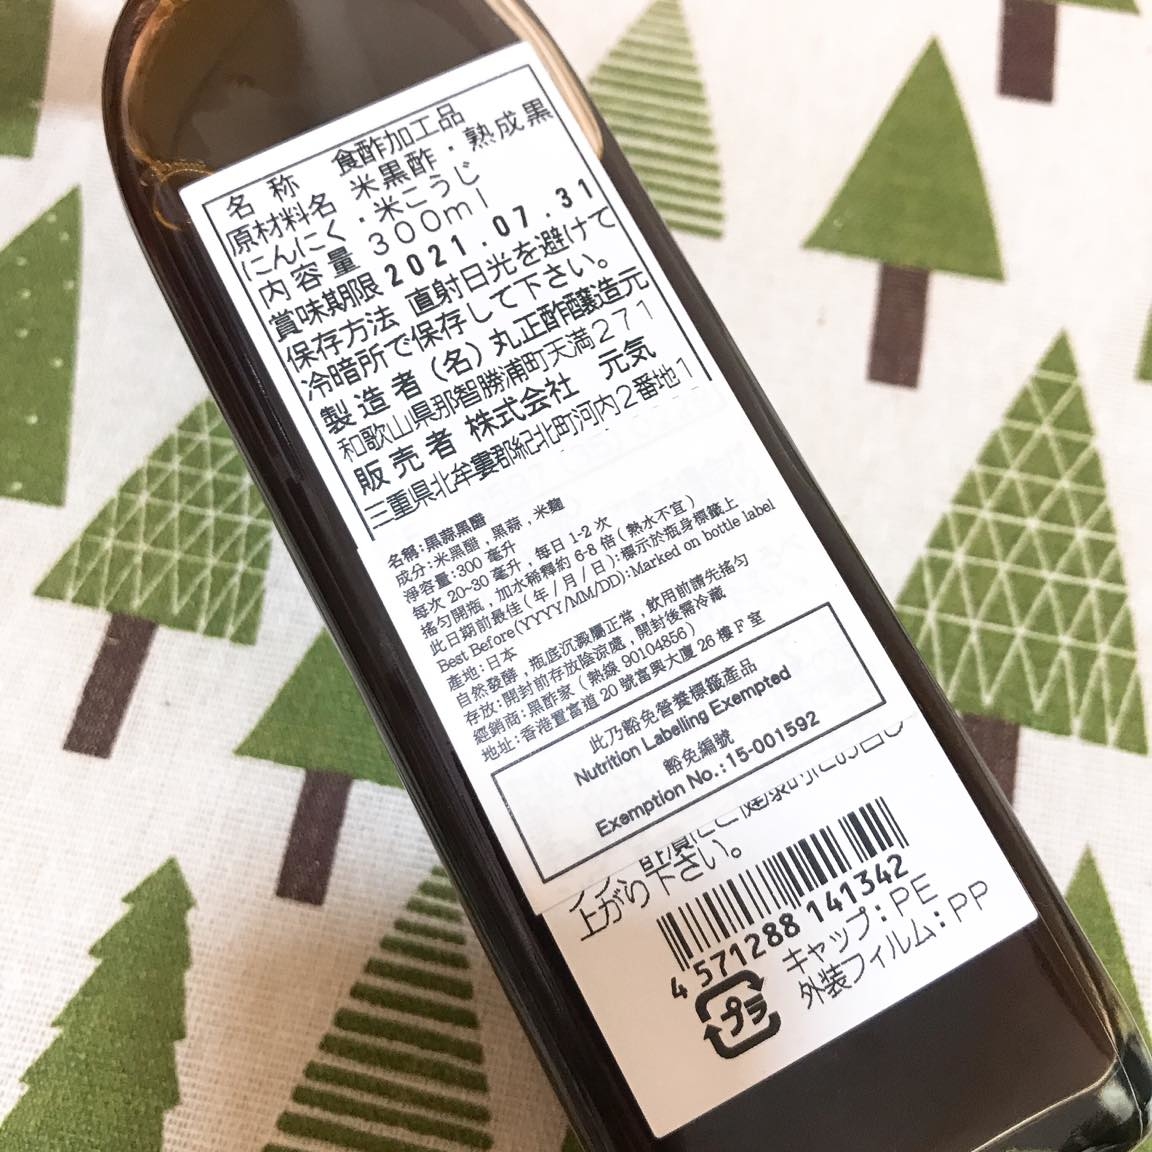 名称 食酢加工品
原材料名 米黒酢・熟成黒
にんにく・米こうじ
内容量 300ml
賞味期限 2021.07.31
保存方法 直射日光を避けて
冷暗所で保存して下さい。
製造者(名)丸正酢醸造元
和歌山県那智勝浦町天満271
販売者 株式会社 元気
三重県北牟婁郡紀北町河内2番地1
名稱:黑蒜黑醋
成分:米黑醋,黑蒜,米麴
淨容量:300 毫升
每次 20~30 毫升,每日 1-2 次
搖勻開瓶,加水稀釋約 6-8 倍(熱水不宜)
此日期前最佳(年/月/日):標示於瓶身標籤上
Best Before(YYYY/MM/DD):Marked on bottle label
產地:日本
自然發酵,瓶底沉澱屬正常,飲用前請先搖勻
存放:開封前存放陰涼處,開封後需冷藏
經銷商:黑酢家(熱線 90104856)
地址:香港置富道 20 號富興大廈 26 樓 F 室
此乃豁免營養標籤產品
Nutrition Labelling Exempted
豁免編號
Exemption No.:15-001592
上がり下さい。
4 571288 141342
プラ
キャップ:PE
外装フィルム:PP